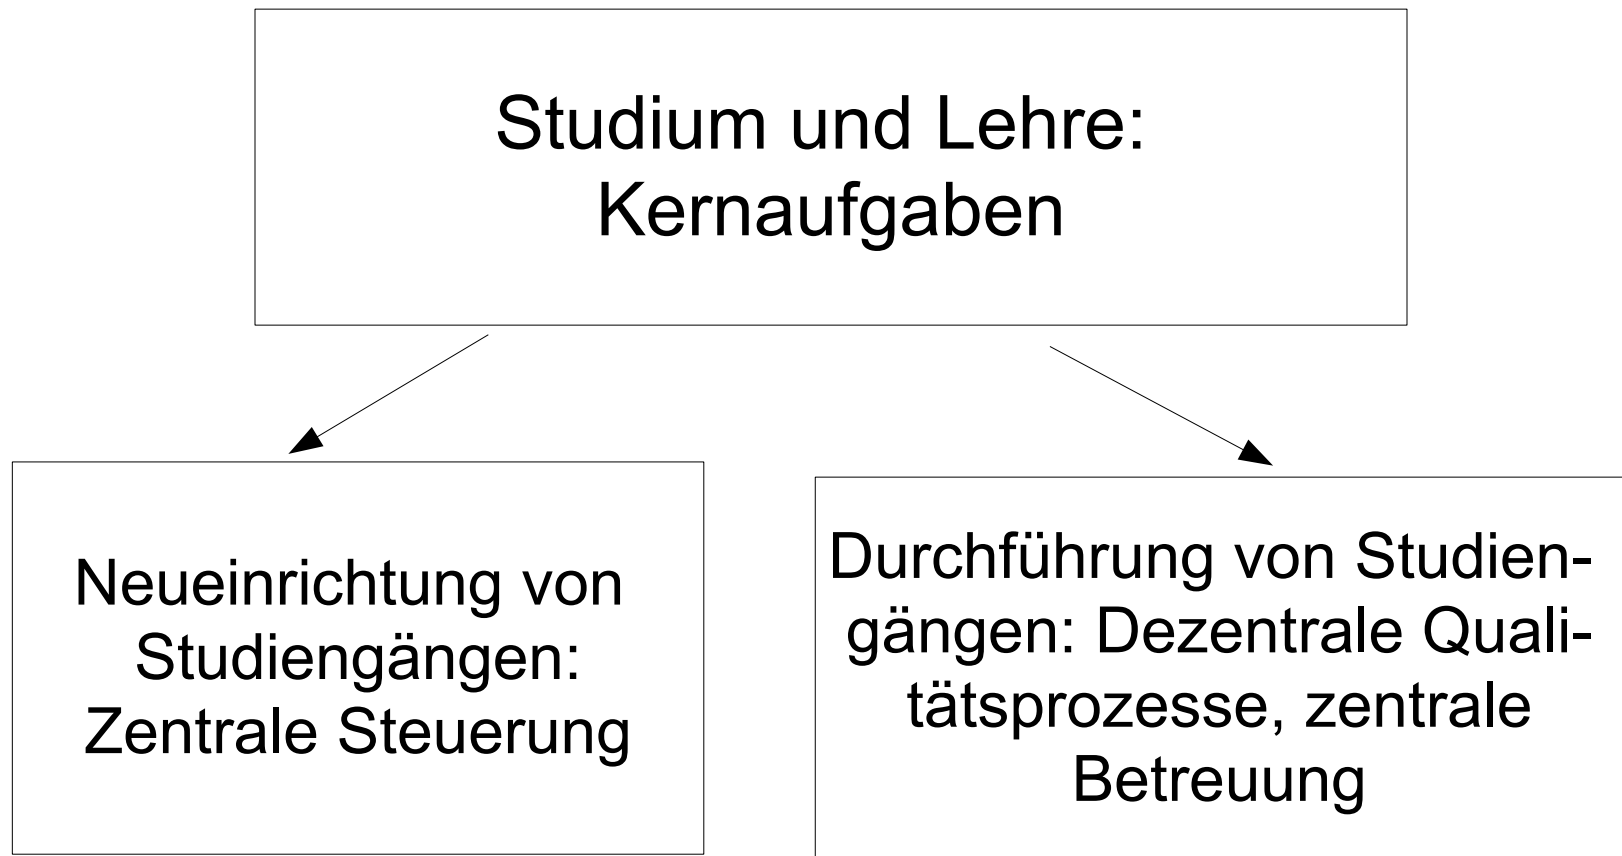 Studium und Lehre:
Kernaufgaben
Neueinrichtung von
Studiengängen:
Zentrale Steuerung
Durchführung von Studien-
gängen: Dezentrale Quali-
tätsprozesse, zentrale
Betreuung